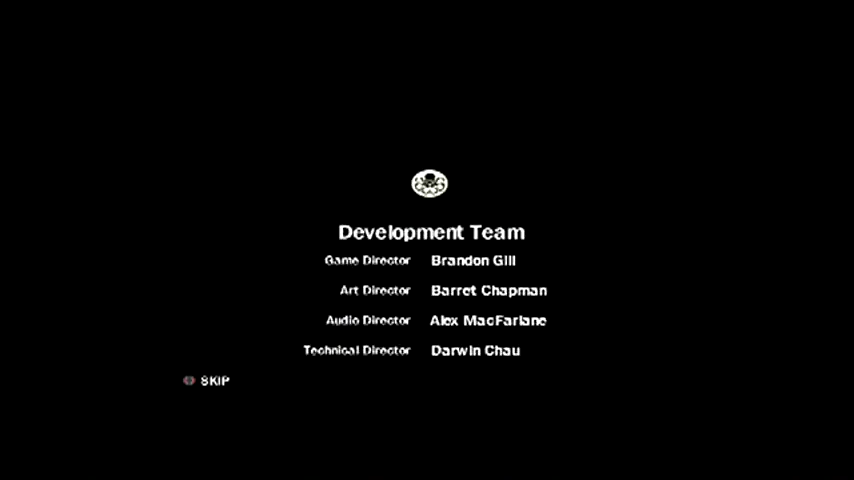 Development Team
Game Director Brandon Gill
Art Director Barret Chapman
Audio Director Alex MacFarlane
Technical Director Darwin Chau
SKIP